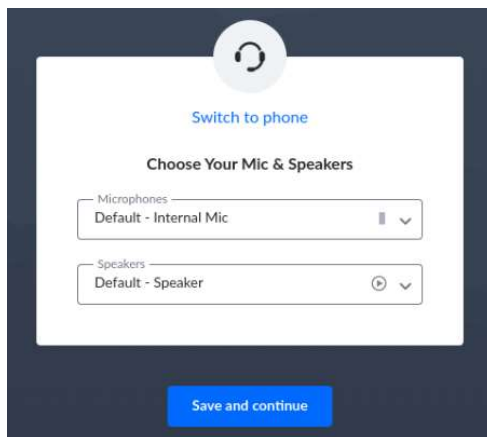 Switch to phone
Choose Your Mic & Speakers
Microphones
Default - Internal Mic
Speakers
Default - Speaker
Save and continue